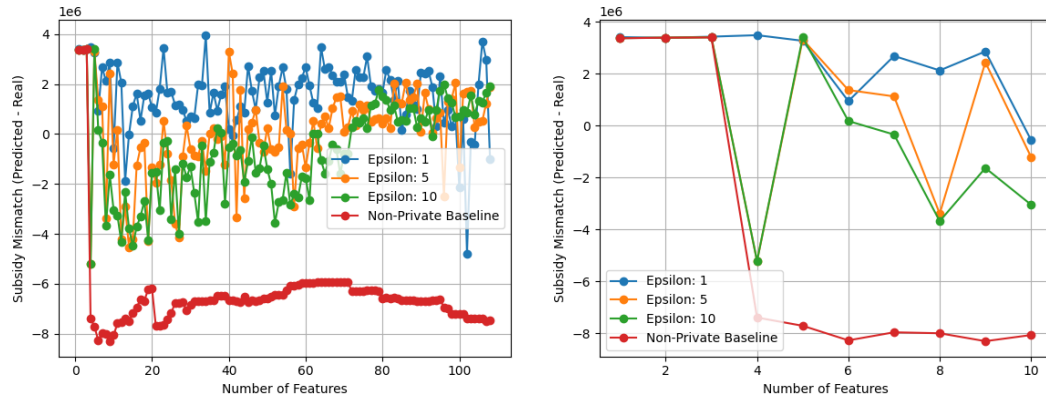 1e6
4
2
0
−2
−4
−6
−8
Subsidy Mismatch (Predicted - Real)
Epsilon: 1
Epsilon: 5
Epsilon: 10
Non-Private Baseline
0
20
40
60
80
100
Number of Features
1e6
4
2
0
−2
−4
−6
−8
Subsidy Mismatch (Predicted - Real)
Epsilon: 1
Epsilon: 5
Epsilon: 10
Non-Private Baseline
2
4
6
8
10
Number of Features